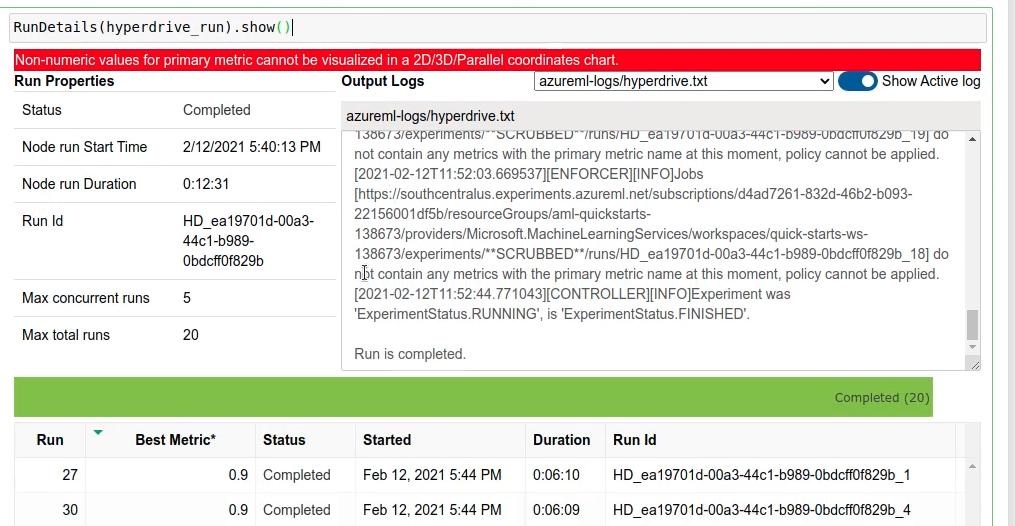 RunDetails(hyperdrive_run).show()
Non-numeric values for primary metric cannot be visualized in a 2D/3D/Parallel coordinates chart.
Run Properties
Status Completed
Node run Start Time 2/12/2021 5:40:13 PM
Node run Duration 0:12:31
Run Id HD_ea19701d-00a3-
44c1-b989-
0bdcff0f829b
Max concurrent runs 5
Max total runs 20
Output Logs azureml-logs/hyperdrive.txt Show Active log
azureml-logs/hyperdrive.txt
138673/experiments/**SCRUBBED**/runs/HD_ea19701d-00a3-44c1-b989-0bdcff0f829b_19] do
not contain any metrics with the primary metric name at this moment, policy cannot be applied.
[2021-02-12T11:52:03.669537][ENFORCER][INFO]Jobs
[https://southcentralus.experiments.azureml.net/subscriptions/d4ad7261-832d-46b2-b093-
22156001df5b/resourceGroups/aml-quickstarts-
138673/providers/Microsoft.MachineLearningServices/workspaces/quick-starts-ws-
138673/experiments/**SCRUBBED**/runs/HD_ea19701d-00a3-44c1-b989-0bdcff0f829b_18] do
not contain any metrics with the primary metric name at this moment, policy cannot be applied.
[2021-02-12T11:52:44.771043][CONTROLLER][INFO]Experiment was
'ExperimentStatus.RUNNING', is 'ExperimentStatus.FINISHED'.
Run is completed.
Completed (20)
Run Best Metric* Status Started Duration Run Id
27 0.9 Completed Feb 12, 2021 5:44 PM 0:06:10 HD_ea19701d-00a3-44c1-b989-0bdcff0f829b_1
30 0.9 Completed Feb 12, 2021 5:44 PM 0:06:09 HD_ea19701d-00a3-44c1-b989-0bdcff0f829b_4